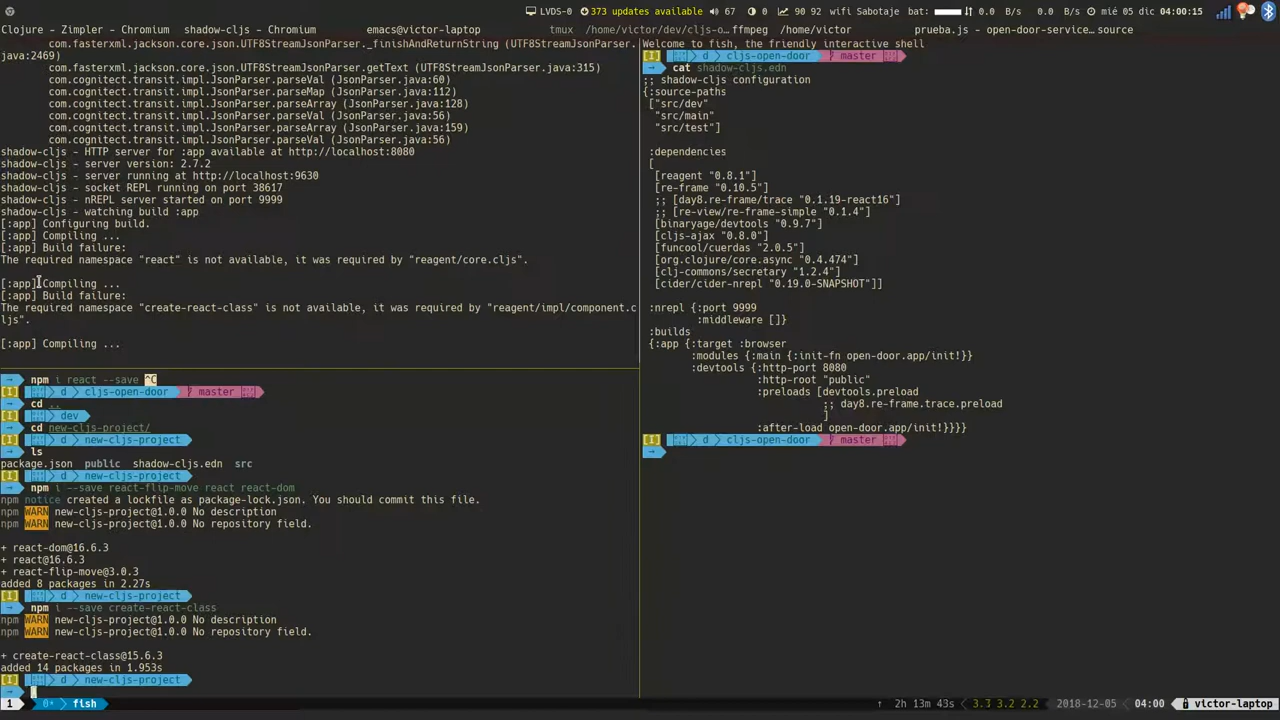 LVDS-0 373 updates available 67 0 90 92 wifi Sabotaje bat: 0.0 B/s 0.0 B/s mié 05 dic 04:00:15
Clojure - Zimpler - Chromium shadow-cljs - Chromium emacs@victor-laptop tmux /home/victor/dev/cljs-o… ffmpeg /home/victor prueba.js - open-door-service…source
com.fasterxml.jackson.core.json.UTF8StreamJsonParser._finishAndReturnString (UTF8StreamJsonParser.
java:2469)
com.fasterxml.jackson.core.json.UTF8StreamJsonParser.getText (UTF8StreamJsonParser.java:315)
com.cognitect.transit.impl.JsonParser.parseVal (JsonParser.java:60)
com.cognitect.transit.impl.JsonParser.parseMap (JsonParser.java:112)
com.cognitect.transit.impl.JsonParser.parseArray (JsonParser.java:128)
com.cognitect.transit.impl.JsonParser.parseVal (JsonParser.java:56)
com.cognitect.transit.impl.JsonParser.parseArray (JsonParser.java:159)
com.cognitect.transit.impl.JsonParser.parseVal (JsonParser.java:56)
shadow-cljs - HTTP server for :app available at http://localhost:8080
shadow-cljs - server version: 2.7.2
shadow-cljs - server running at http://localhost:9630
shadow-cljs - socket REPL running on port 38617
shadow-cljs - nREPL server started on port 9999
shadow-cljs - watching build :app
[:app] Configuring build.
[:app] Compiling ...
[:app] Build failure:
The required namespace "react" is not available, it was required by "reagent/core.cljs".
[:app] Compiling ...
[:app] Build failure:
The required namespace "create-react-class" is not available, it was required by "reagent/impl/component.c
ljs".
[:app] Compiling ...
→ npm i react --save ^C
[I] d cljs-open-door master
→ cd ..
[I] dev
→ cd new-cljs-project/
[I] d new-cljs-project
→ ls
package.json public shadow-cljs.edn src
[I] d new-cljs-project
→ npm i --save react-flip-move react react-dom
npm notice created a lockfile as package-lock.json. You should commit this file.
npm WARN new-cljs-project@1.0.0 No description
npm WARN new-cljs-project@1.0.0 No repository field.
+ react-dom@16.6.3
+ react@16.6.3
+ react-flip-move@3.0.3
added 8 packages in 2.27s
[I] d new-cljs-project
→ npm i --save create-react-class
npm WARN new-cljs-project@1.0.0 No description
npm WARN new-cljs-project@1.0.0 No repository field.
+ create-react-class@15.6.3
added 14 packages in 1.953s
[I] d new-cljs-project
→
Welcome to fish, the friendly interactive shell
[I] d cljs-open-door master
→ cat shadow-cljs.edn
;; shadow-cljs configuration
{:source-paths
["src/dev"
"src/main"
"src/test"]
:dependencies
[
[reagent "0.8.1"]
[re-frame "0.10.5"]
;; [day8.re-frame/trace "0.1.19-react16"]
;; [re-view/re-frame-simple "0.1.4"]
[binaryage/devtools "0.9.7"]
[cljs-ajax "0.8.0"]
[funcool/cuerdas "2.0.5"]
[org.clojure/core.async "0.4.474"]
[clj-commons/secretary "1.2.4"]
[cider/cider-nrepl "0.19.0-SNAPSHOT"]]
:nrepl {:port 9999
:middleware []}
:builds
{:app {:target :browser
:modules {:main {:init-fn open-door.app/init!}}
:devtools {:http-port 8080
:http-root "public"
:preloads [devtools.preload
;; day8.re-frame.trace.preload
]
:after-load open-door.app/init!}}}}
[I] d cljs-open-door master
→
1 0* fish ↑ 2h 13m 43s 3.3 3.2 2.2 2018-12-05 04:00 victor-laptop